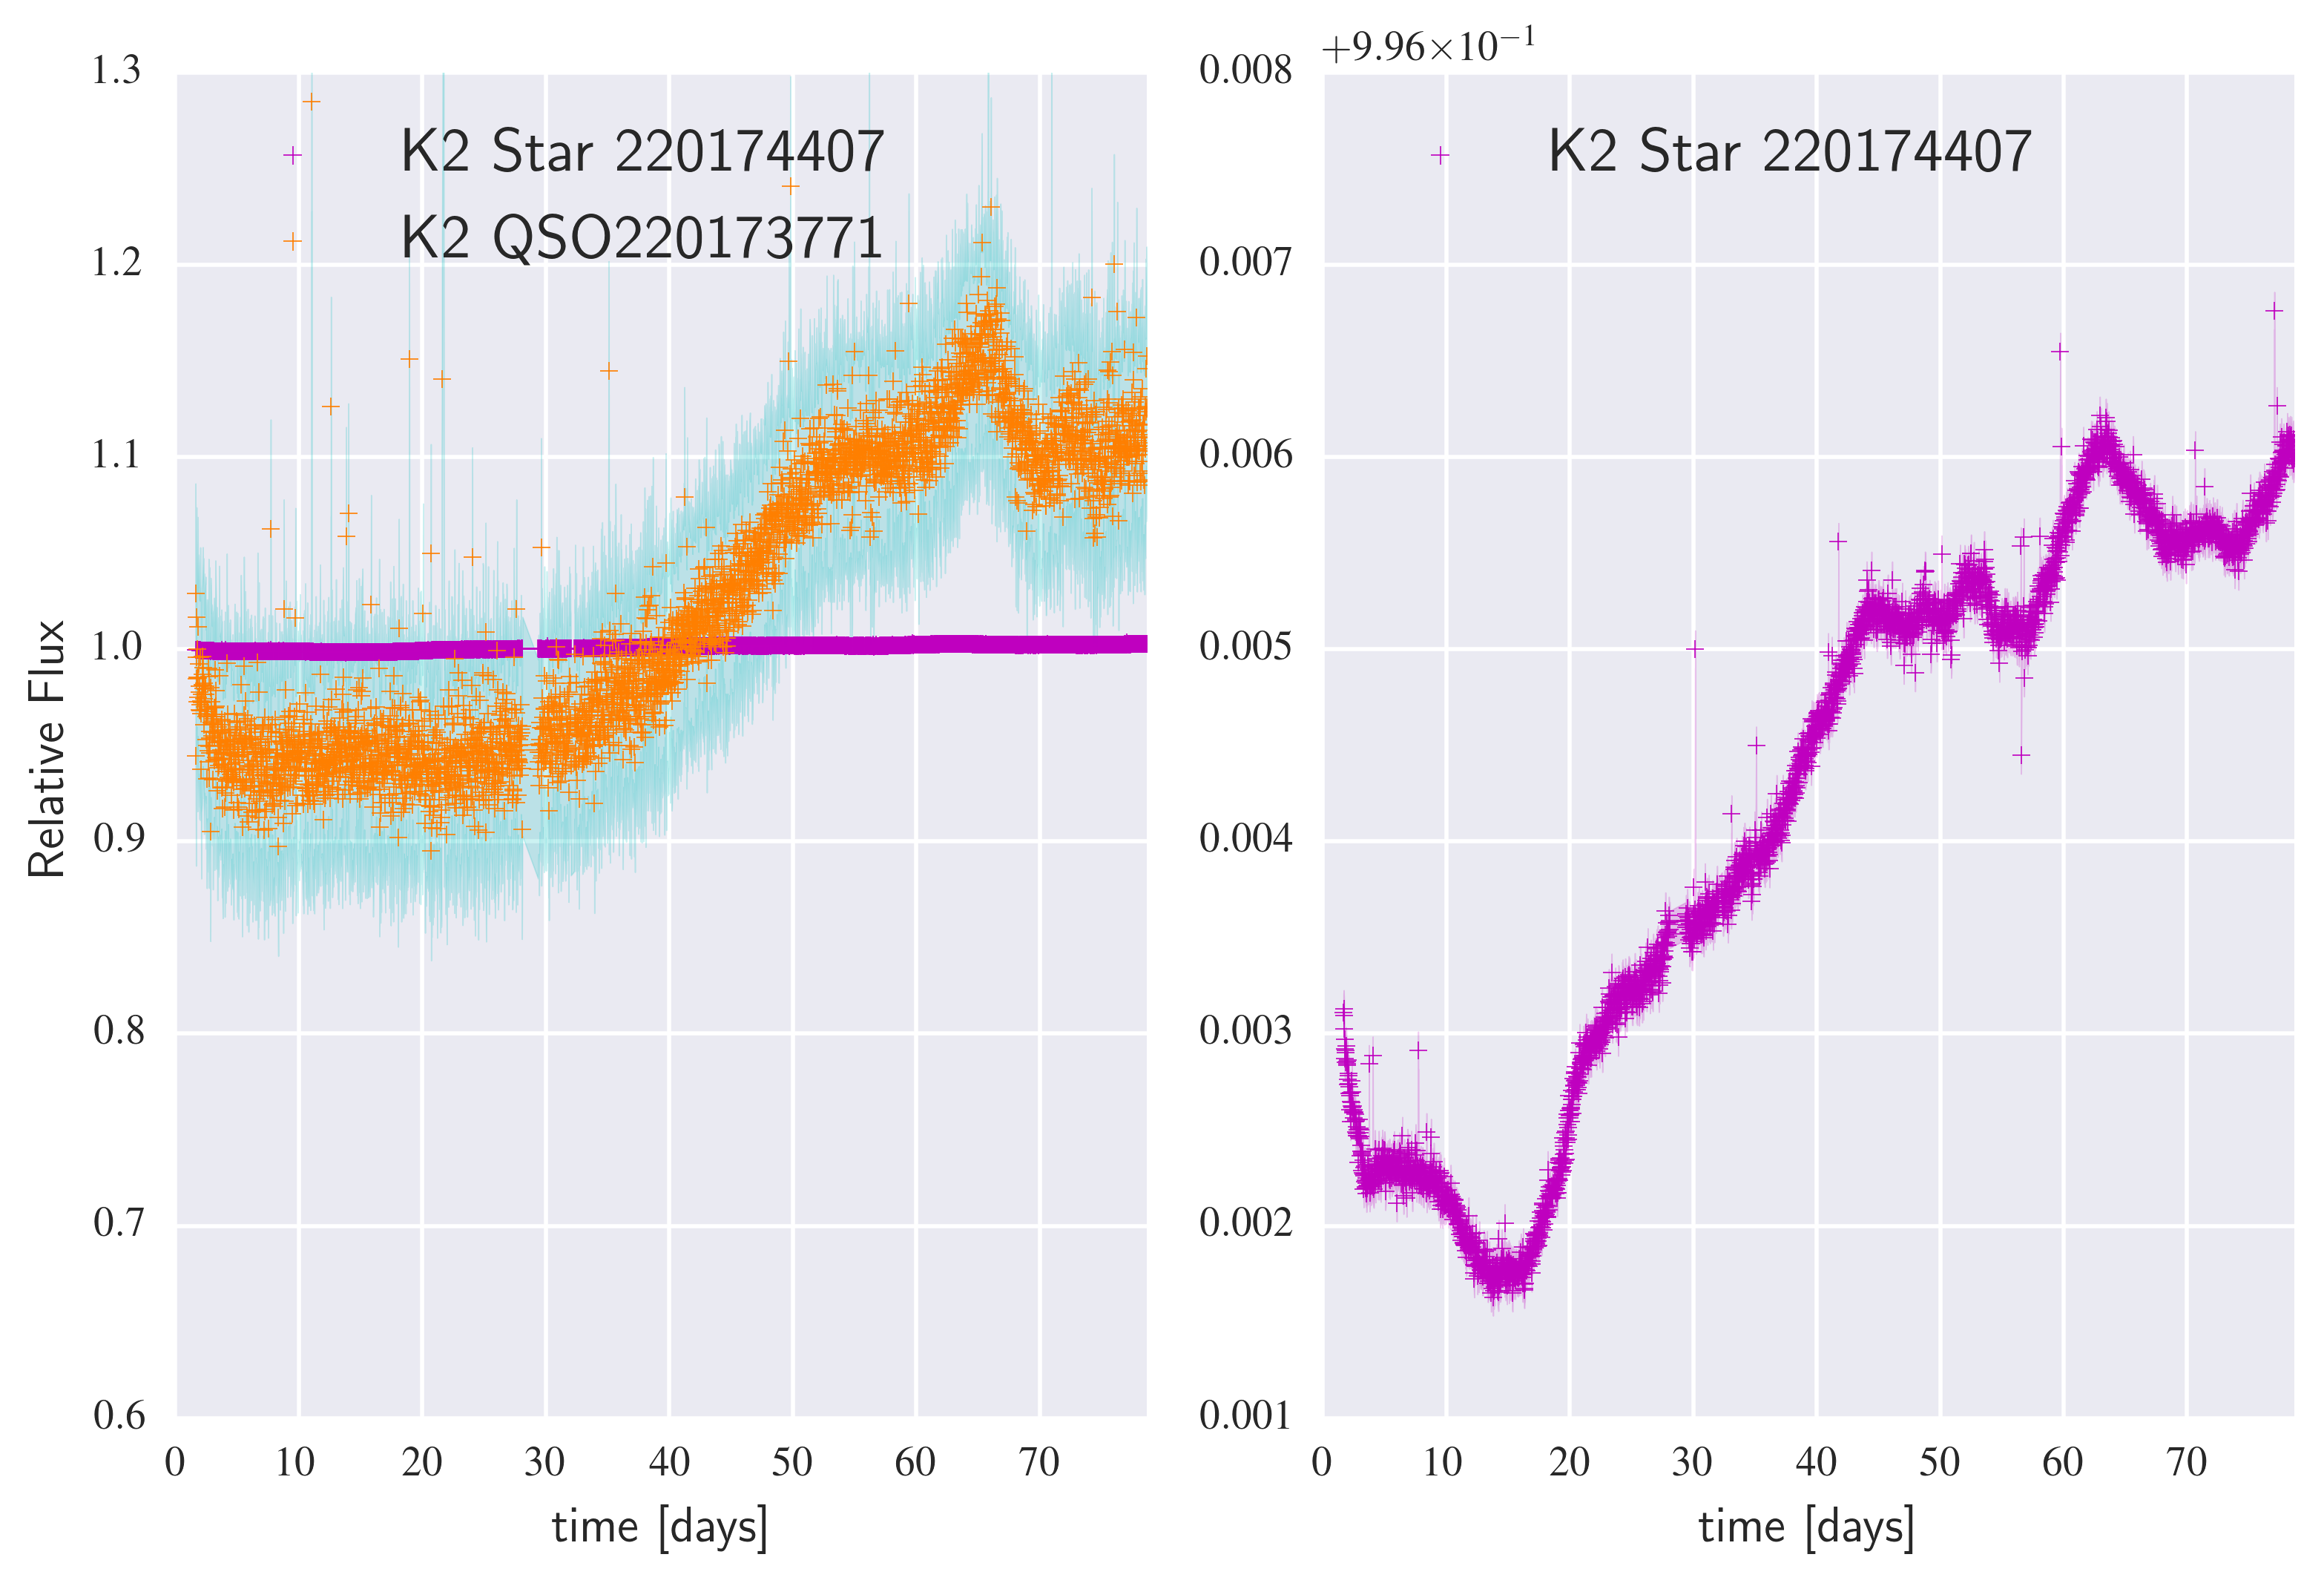 +9.96×10⁻¹
1.3
1.2
1.1
1.0
0.9
0.8
0.7
0.6
Relative Flux
K2 Star 220174407
K2 QSO220173771
0 10 20 30 40 50 60 70
time [days]
0.008
0.007
0.006
0.005
0.004
0.003
0.002
0.001
K2 Star 220174407
0 10 20 30 40 50 60 70
time [days]